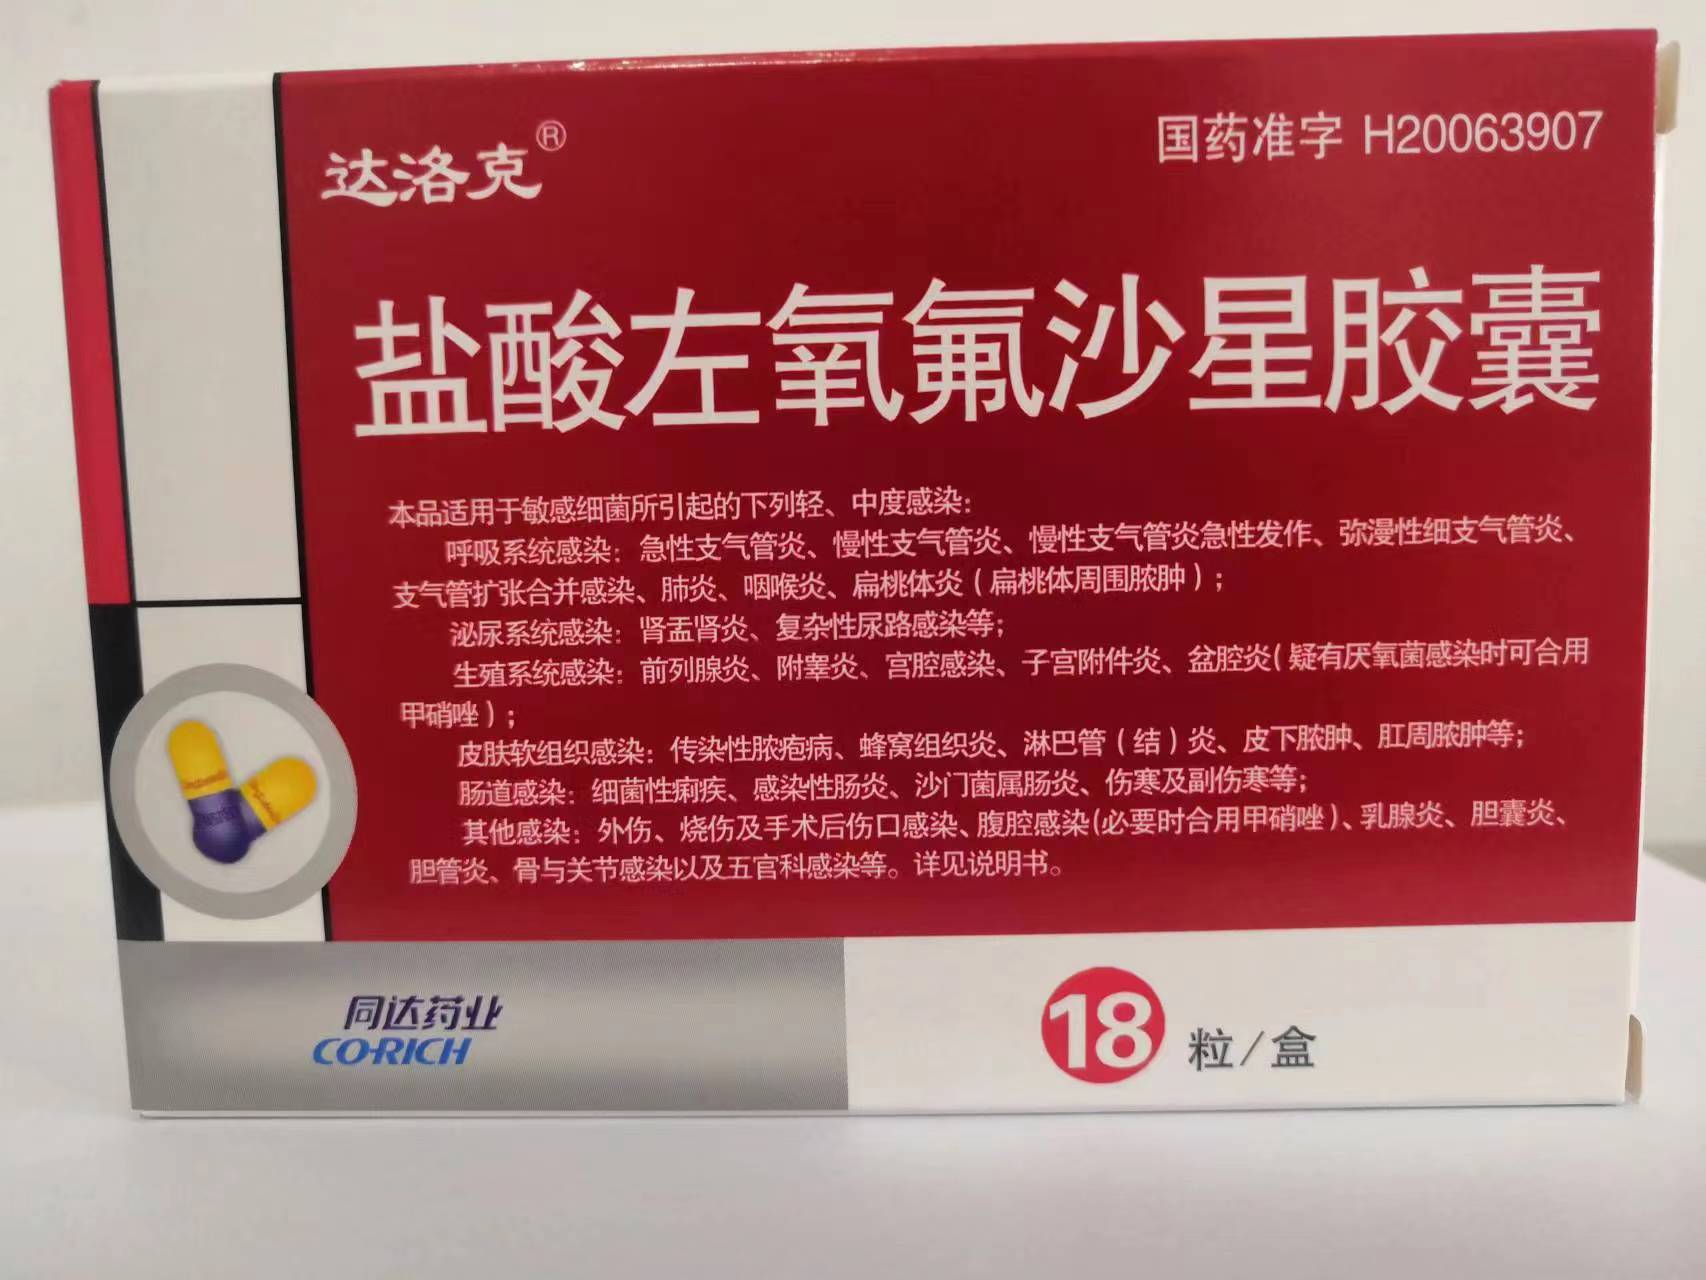 达洛克®
国药准字 H20063907
盐酸左氧氟沙星胶囊
本品适用于敏感细菌所引起的下列轻、中度感染：
呼吸系统感染：急性支气管炎、慢性支气管炎、慢性支气管炎急性发作、弥漫性细支气管炎、
支气管扩张合并感染、肺炎、咽喉炎、扁桃体炎（扁桃体周围脓肿）；
泌尿系统感染：肾盂肾炎、复杂性尿路感染等；
生殖系统感染：前列腺炎、附睾炎、宫腔感染、子宫附件炎、盆腔炎（疑有厌氧菌感染时可合用
甲硝唑）；
皮肤软组织感染：传染性脓疱病、蜂窝组织炎、淋巴管（结）炎、皮下脓肿、肛周脓肿等；
肠道感染：细菌性痢疾、感染性肠炎、沙门菌属肠炎、伤寒及副伤寒等；
其他感染：外伤、烧伤及手术后伤口感染、腹腔感染（必要时合用甲硝唑）、乳腺炎、胆囊炎、
胆管炎、骨与关节感染以及五官科感染等。详见说明书。
同达药业
CO-RICH
18 粒/盒